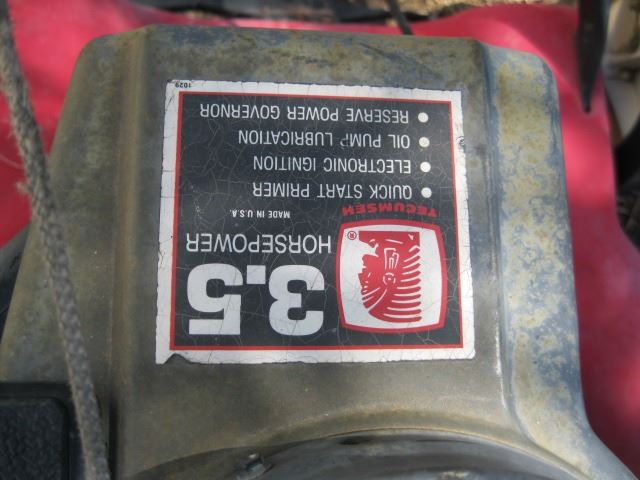 3.5
HORSEPOWER
MADE IN U.S.A.
TECUMSEH
®
• QUICK START PRIMER
• ELECTRONIC IGNITION
• OIL PUMP LUBRICATION
• RESERVE POWER GOVERNOR
1029